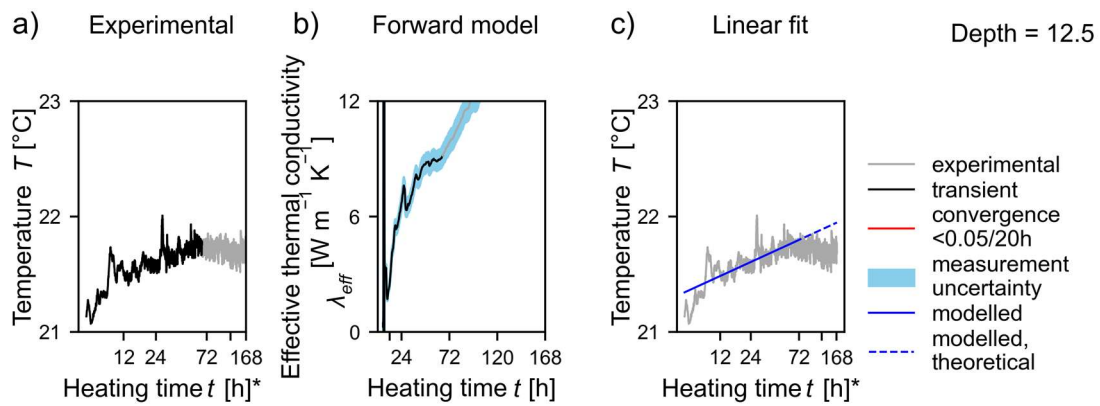 a) Experimental
b) Forward model
c) Linear fit
Depth = 12.5
Temperature T [°C]
23
22
21
12 24 72 168
Heating time t [h]*
Effective thermal conductivity
λeff [W m⁻¹ K⁻¹]
12
6
0
24 72 120 168
Heating time t [h]
Temperature T [°C]
23
22
21
12 24 72 168
Heating time t [h]*
experimental
transient
convergence
<0.05/20h
measurement
uncertainty
modelled
modelled,
theoretical